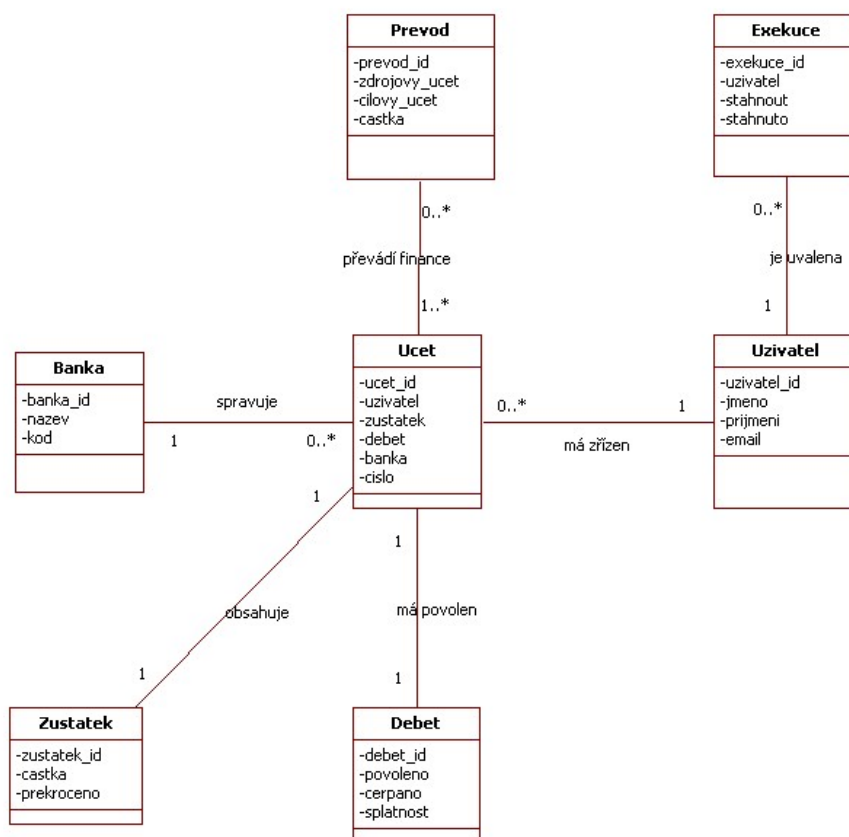 Prevod
-prevod_id
-zdrojovy_ucet
-cilovy_ucet
-castka
Exekuce
-exekuce_id
-uzivatel
-stahnout
-stahnuto
0..*
převádí finance
1..*
0..*
je uvalena
1
Banka
-banka_id
-nazev
-kod
spravuje
1
0..*
Ucet
-ucet_id
-uzivatel
-zustatek
-debet
-banka
-cislo
0..*
1
má zřízen
Uzivatel
-uzivatel_id
-jmeno
-prijmeni
-email
1
obsahuje
1
1
má povolen
1
Zustatek
-zustatek_id
-castka
-prekroceno
Debet
-debet_id
-povoleno
-cerpano
-splatnost